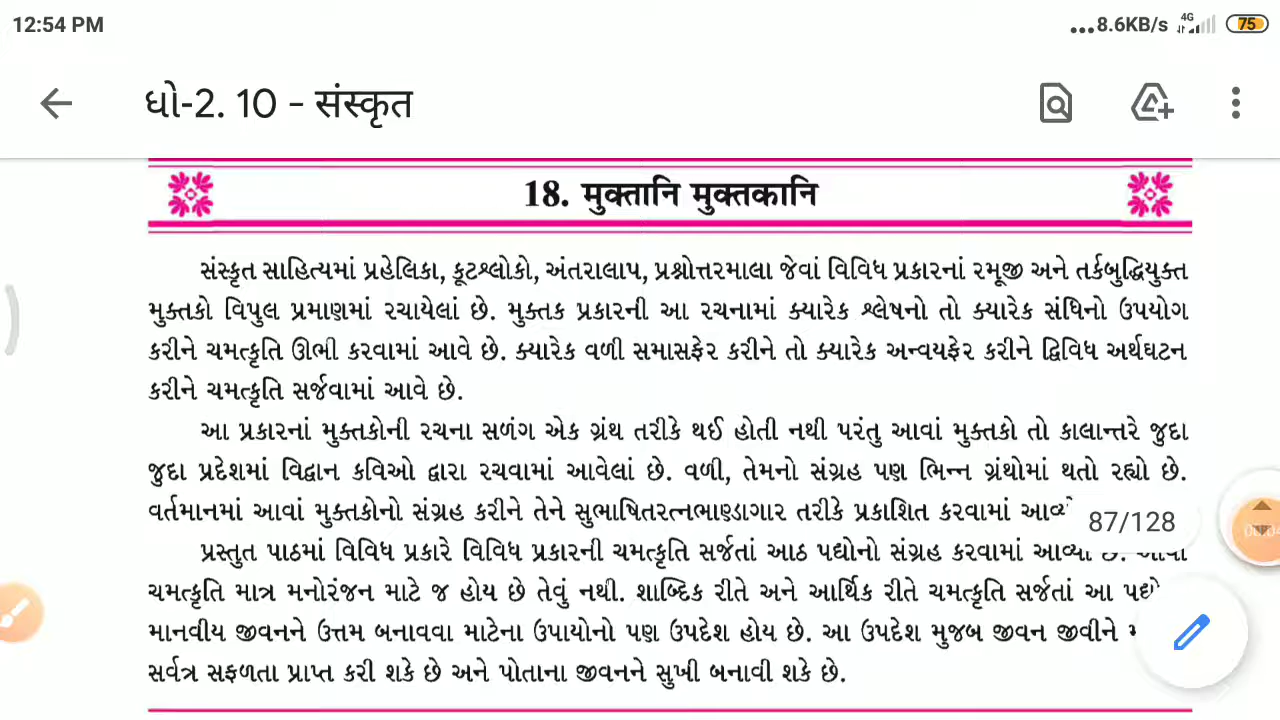 12:54 PM
...8.6KB/s 4G 75
ધો-2. 10 - સંસ્કૃત
18. મુક્તાનિ મુક્તકાનિ
સંસ્કૃત સાહિત્યમાં પ્રહેલિકા, કૂટશ્લોકો, અંતરાલાપ, પ્રશ્નોત્તરમાલા જેવાં વિવિધ પ્રકારનાં રમૂજી અને તર્કબુદ્ધિયુક્ત
મુક્તકો વિપુલ પ્રમાણમાં રચાયેલાં છે. મુક્તક પ્રકારની આ રચનામાં ક્યારેક શ્લેષનો તો ક્યારેક સંધિનો ઉપયોગ
કરીને ચમત્કૃતિ ઊભી કરવામાં આવે છે. ક્યારેક વળી સમાસફેર કરીને તો ક્યારેક અન્વયફેર કરીને દ્વિવિધ અર્થઘટન
કરીને ચમત્કૃતિ સર્જવામાં આવે છે.
આ પ્રકારનાં મુક્તકોની રચના સળંગ એક ગ્રંથ તરીકે થઈ હોતી નથી પરંતુ આવાં મુક્તકો તો કાલાન્તરે જુદા
જુદા પ્રદેશમાં વિદ્વાન કવિઓ દ્વારા રચવામાં આવેલાં છે. વળી, તેમનો સંગ્રહ પણ ભિન્ન ગ્રંથોમાં થતો રહ્યો છે.
વર્તમાનમાં આવાં મુક્તકોનો સંગ્રહ કરીને તેને સુભાષિતરત્નભાણ્ડાગાર તરીકે પ્રકાશિત કરવામાં
87/128
પ્રસ્તુત પાઠમાં વિવિધ પ્રકારે વિવિધ પ્રકારની ચમત્કૃતિ સર્જતાં આઠ પદ્યોનો સંગ્રહ કરવામાં આવ્યો છે. આવી
ચમત્કૃતિ માત્ર મનોરંજન માટે જ હોય છે તેવું નથી. શાબ્દિક રીતે અને આર્થિક રીતે ચમત્કૃતિ સર્જતાં આ
માનવીય જીવનને ઉત્તમ બનાવવા માટેના ઉપાયોનો પણ ઉપદેશ હોય છે. આ ઉપદેશ મુજબ જીવન જીવીને
સર્વત્ર સફળતા પ્રાપ્ત કરી શકે છે અને પોતાના જીવનને સુખી બનાવી શકે છે.